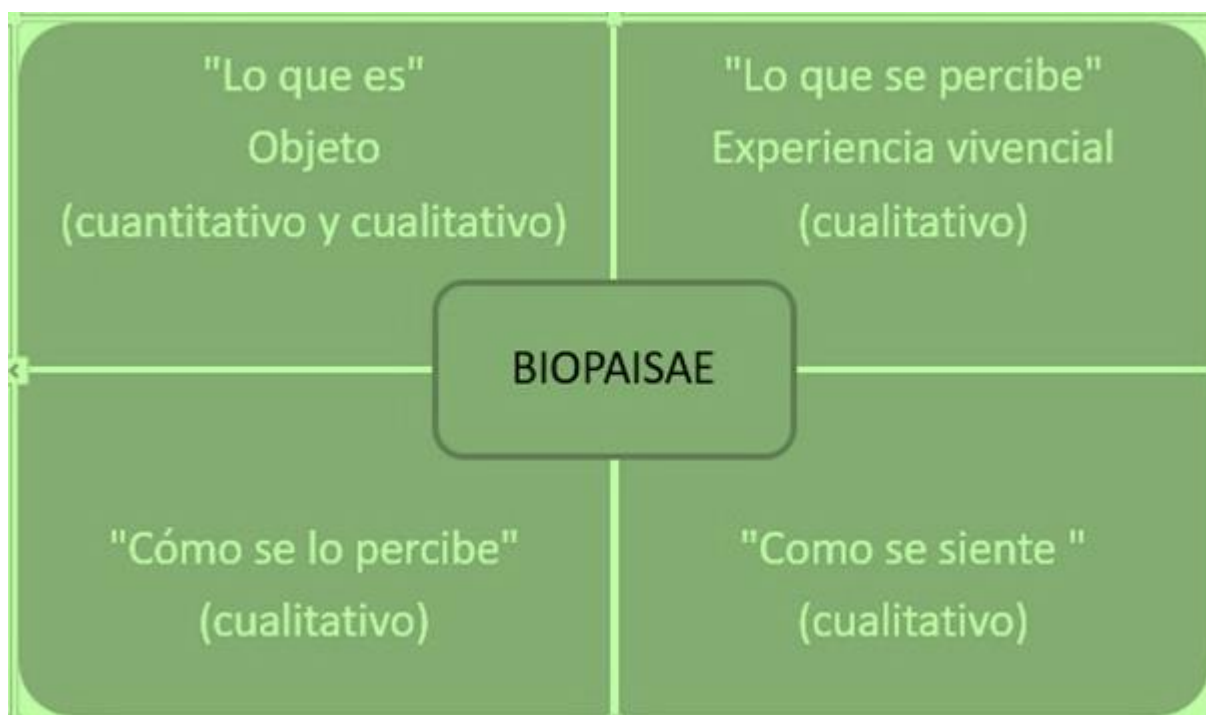 "Lo que es"
Objeto
(cuantitativo y cualitativo)
"Lo que se percibe"
Experiencia vivencial
(cualitativo)
BIOPAISAE
"Cómo se lo percibe"
(cualitativo)
"Como se siente "
(cualitativo)